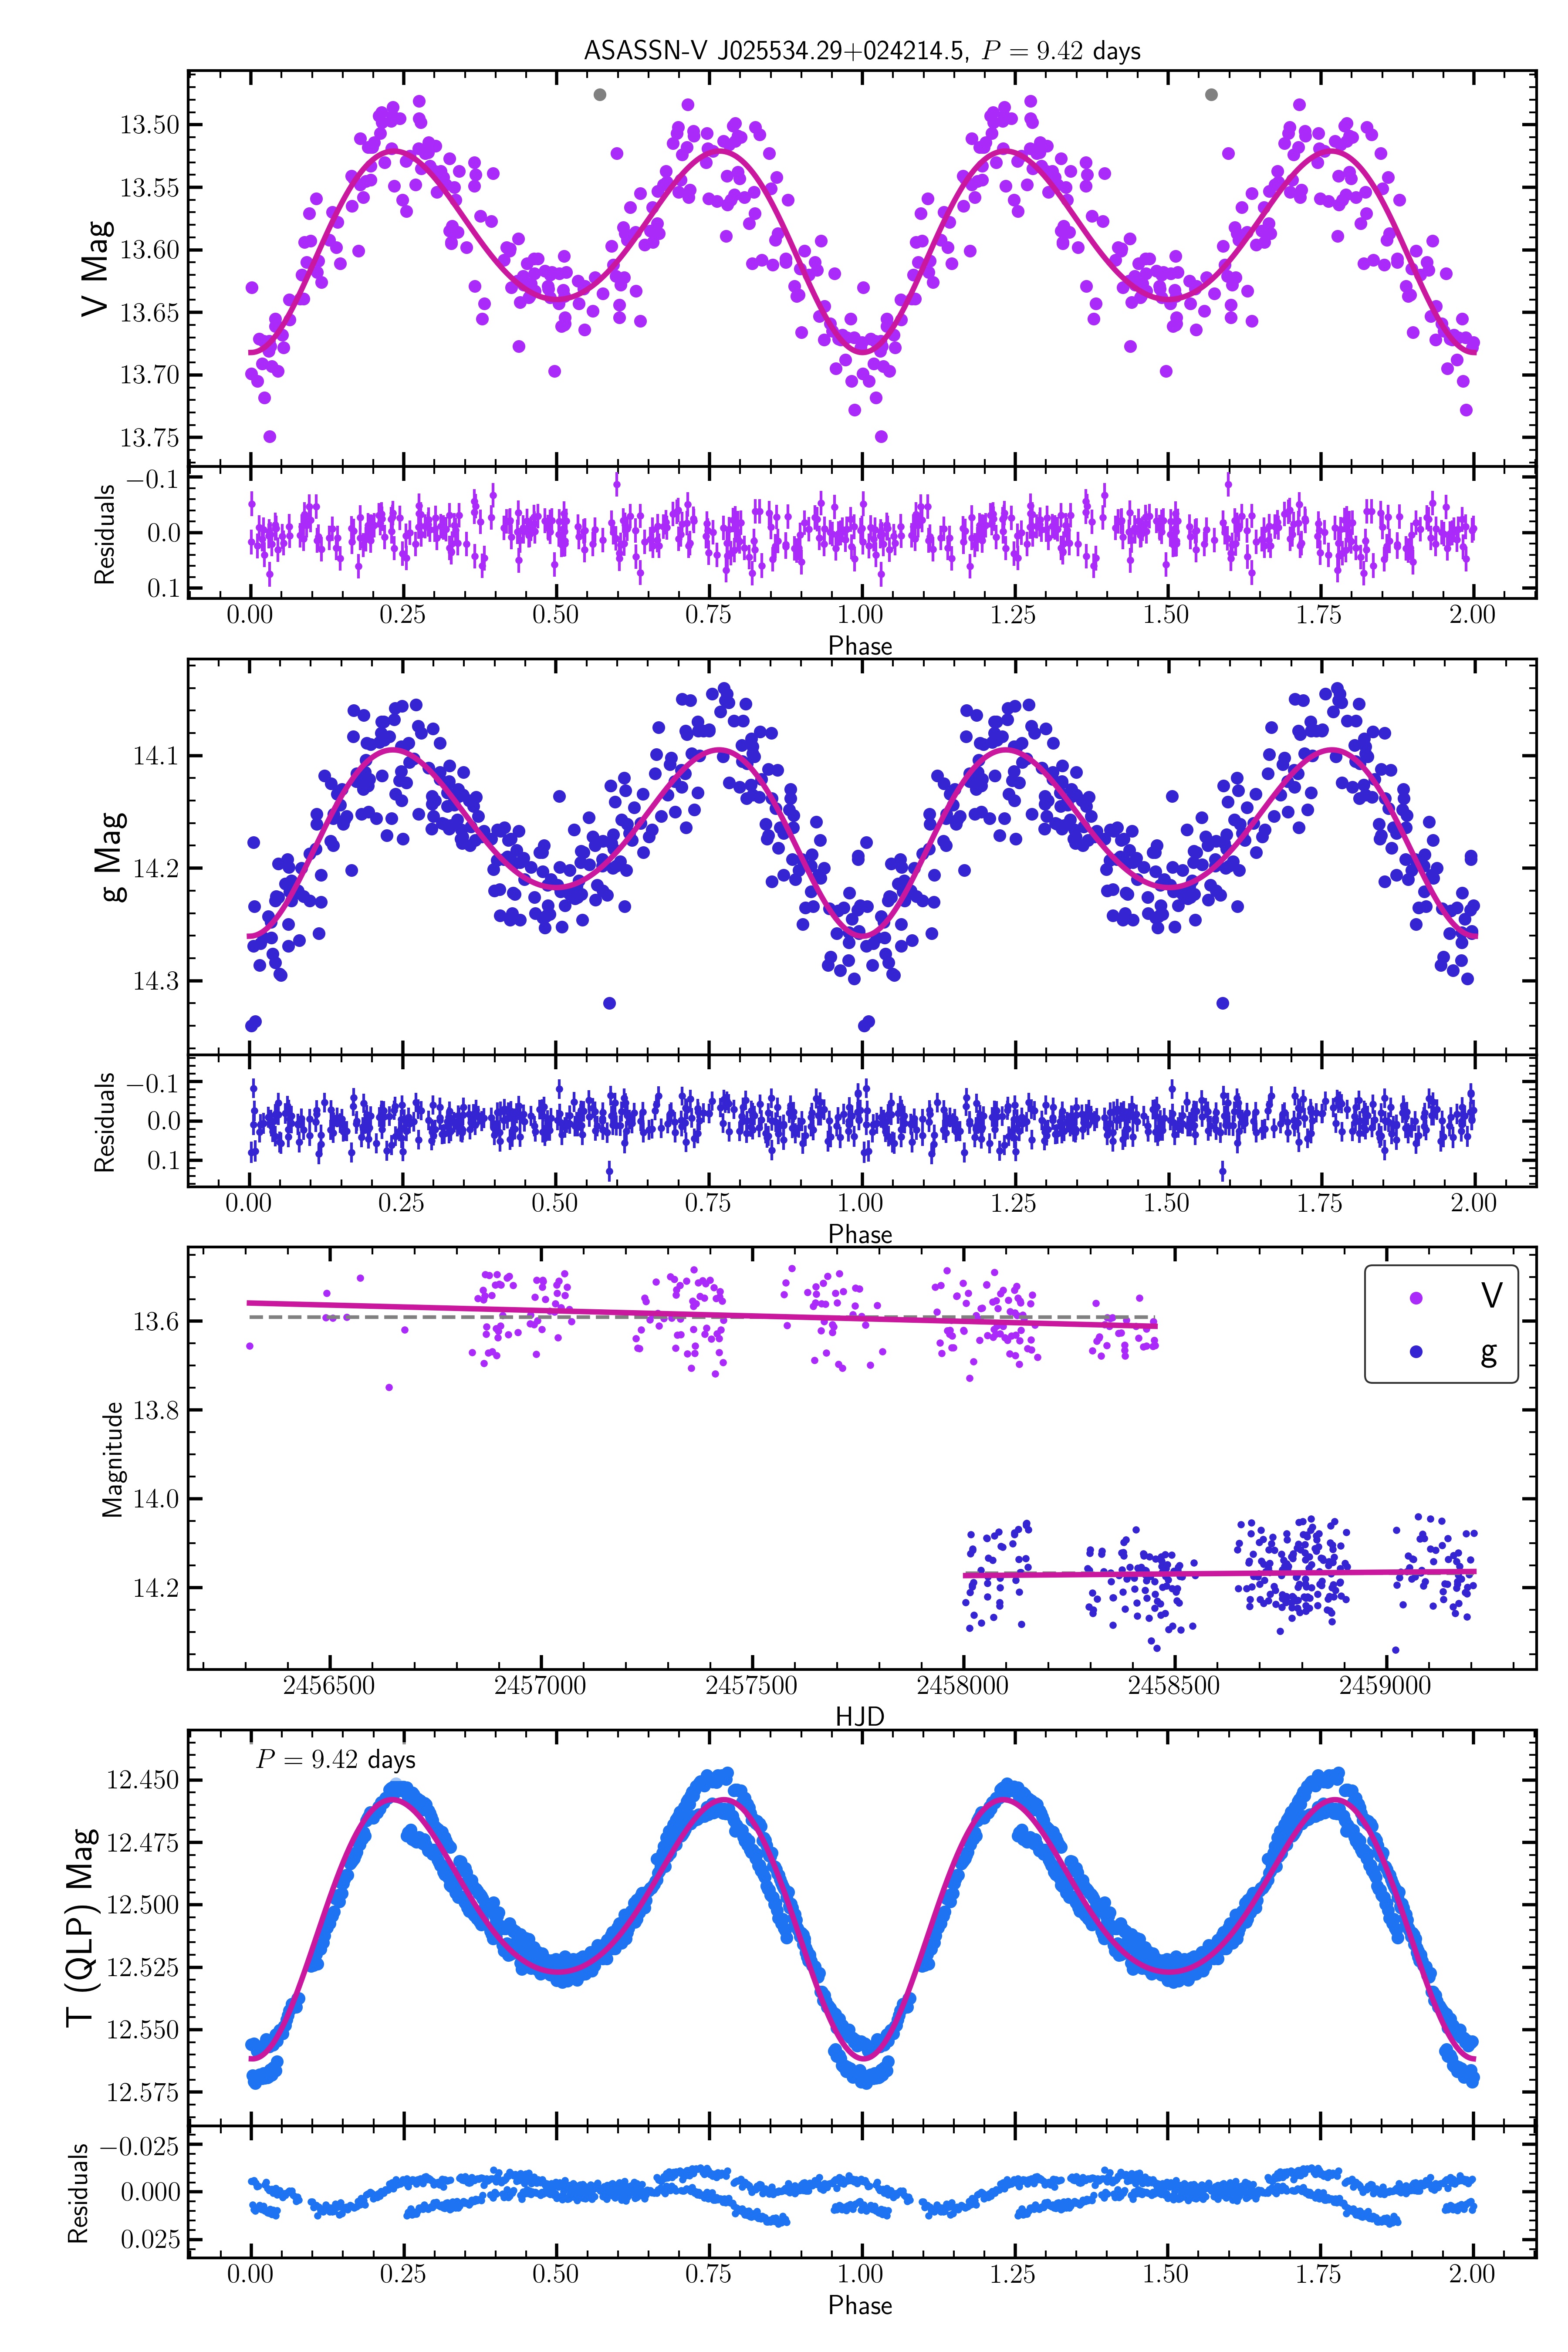 ASASSN-V J025534.29+024214.5, P = 9.42 days
V Mag
13.50
13.55
13.60
13.65
13.70
13.75
Residuals
−0.1
0.0
0.1
0.00 0.25 0.50 0.75 1.00 1.25 1.50 1.75 2.00
Phase
g Mag
14.1
14.2
14.3
Residuals
−0.1
0.0
0.1
0.00 0.25 0.50 0.75 1.00 1.25 1.50 1.75 2.00
Phase
Magnitude
13.6
13.8
14.0
14.2
V
g
2456500 2457000 2457500 2458000 2458500 2459000
HJD
P = 9.42 days
T (QLP) Mag
12.450
12.475
12.500
12.525
12.550
12.575
Residuals
−0.025
0.000
0.025
0.00 0.25 0.50 0.75 1.00 1.25 1.50 1.75 2.00
Phase